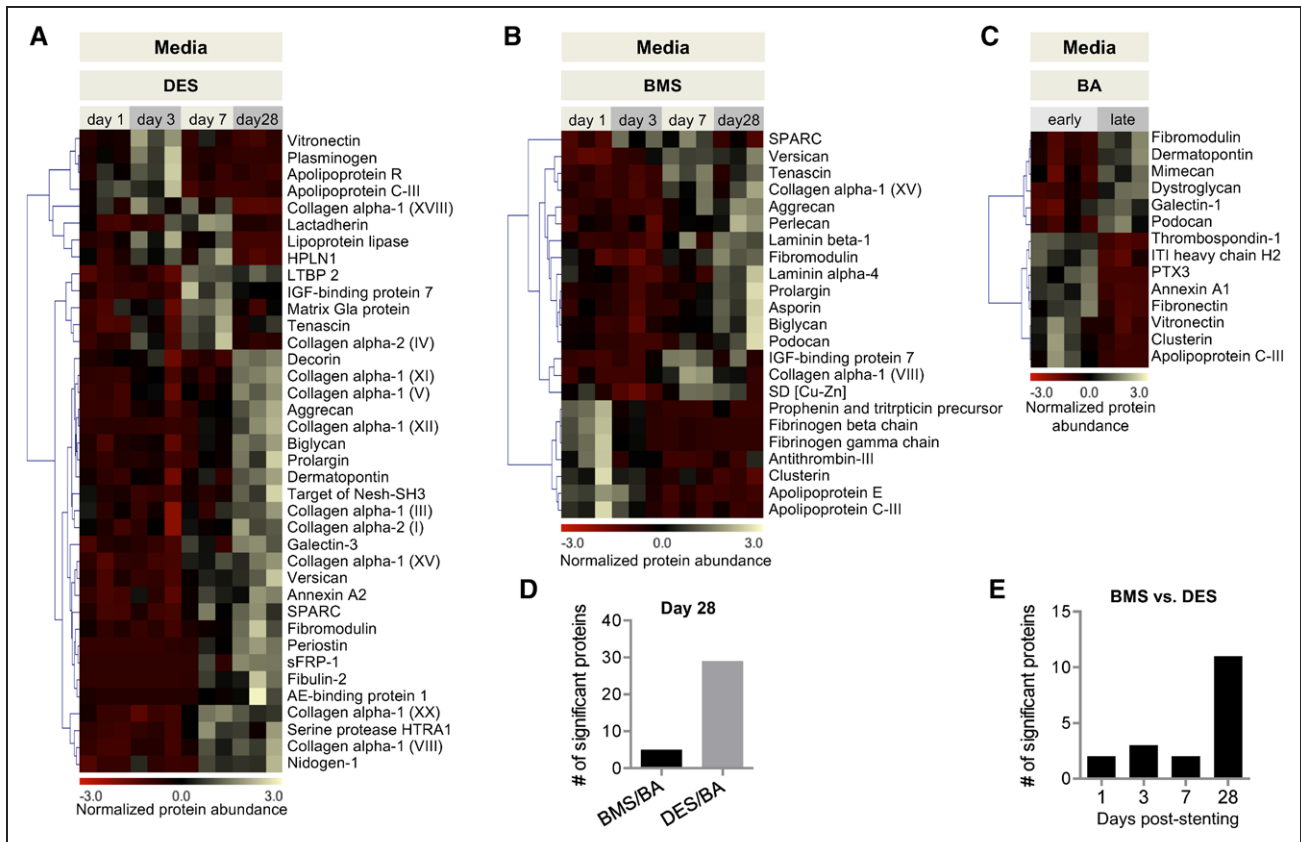 A
Media
DES
day 1 day 3 day 7 day28
Vitronectin
Plasminogen
Apolipoprotein R
Apolipoprotein C-III
Collagen alpha-1 (XVIII)
Lactadherin
Lipoprotein lipase
HPLN1
LTBP 2
IGF-binding protein 7
Matrix Gla protein
Tenascin
Collagen alpha-2 (IV)
Decorin
Collagen alpha-1 (XI)
Collagen alpha-1 (V)
Aggrecan
Collagen alpha-1 (XII)
Biglycan
Prolargin
Dermatopontin
Target of Nesh-SH3
Collagen alpha-1 (III)
Collagen alpha-2 (I)
Galectin-3
Collagen alpha-1 (XV)
Versican
Annexin A2
SPARC
Fibromodulin
Periostin
sFRP-1
Fibulin-2
AE-binding protein 1
Collagen alpha-1 (XX)
Serine protease HTRA1
Collagen alpha-1 (VIII)
Nidogen-1
-3.0 0.0 3.0
Normalized protein abundance
B
Media
BMS
day 1 day 3 day 7 day28
SPARC
Versican
Tenascin
Collagen alpha-1 (XV)
Aggrecan
Perlecan
Laminin beta-1
Fibromodulin
Laminin alpha-4
Prolargin
Asporin
Biglycan
Podocan
IGF-binding protein 7
Collagen alpha-1 (VIII)
SD [Cu-Zn]
Prophenin and tritrpticin precursor
Fibrinogen beta chain
Fibrinogen gamma chain
Antithrombin-III
Clusterin
Apolipoprotein E
Apolipoprotein C-III
-3.0 0.0 3.0
Normalized protein abundance
C
Media
BA
early late
Fibromodulin
Dermatopontin
Mimecan
Dystroglycan
Galectin-1
Podocan
Thrombospondin-1
ITI heavy chain H2
PTX3
Annexin A1
Fibronectin
Vitronectin
Clusterin
Apolipoprotein C-III
-3.0 0.0 3.0
Normalized protein
abundance
D
Day 28
# of significant proteins
40
30
20
10
0
BMS/BA
DES/BA
E
BMS vs. DES
# of significant proteins
15
10
5
0
1 3 7 28
Days post-stenting